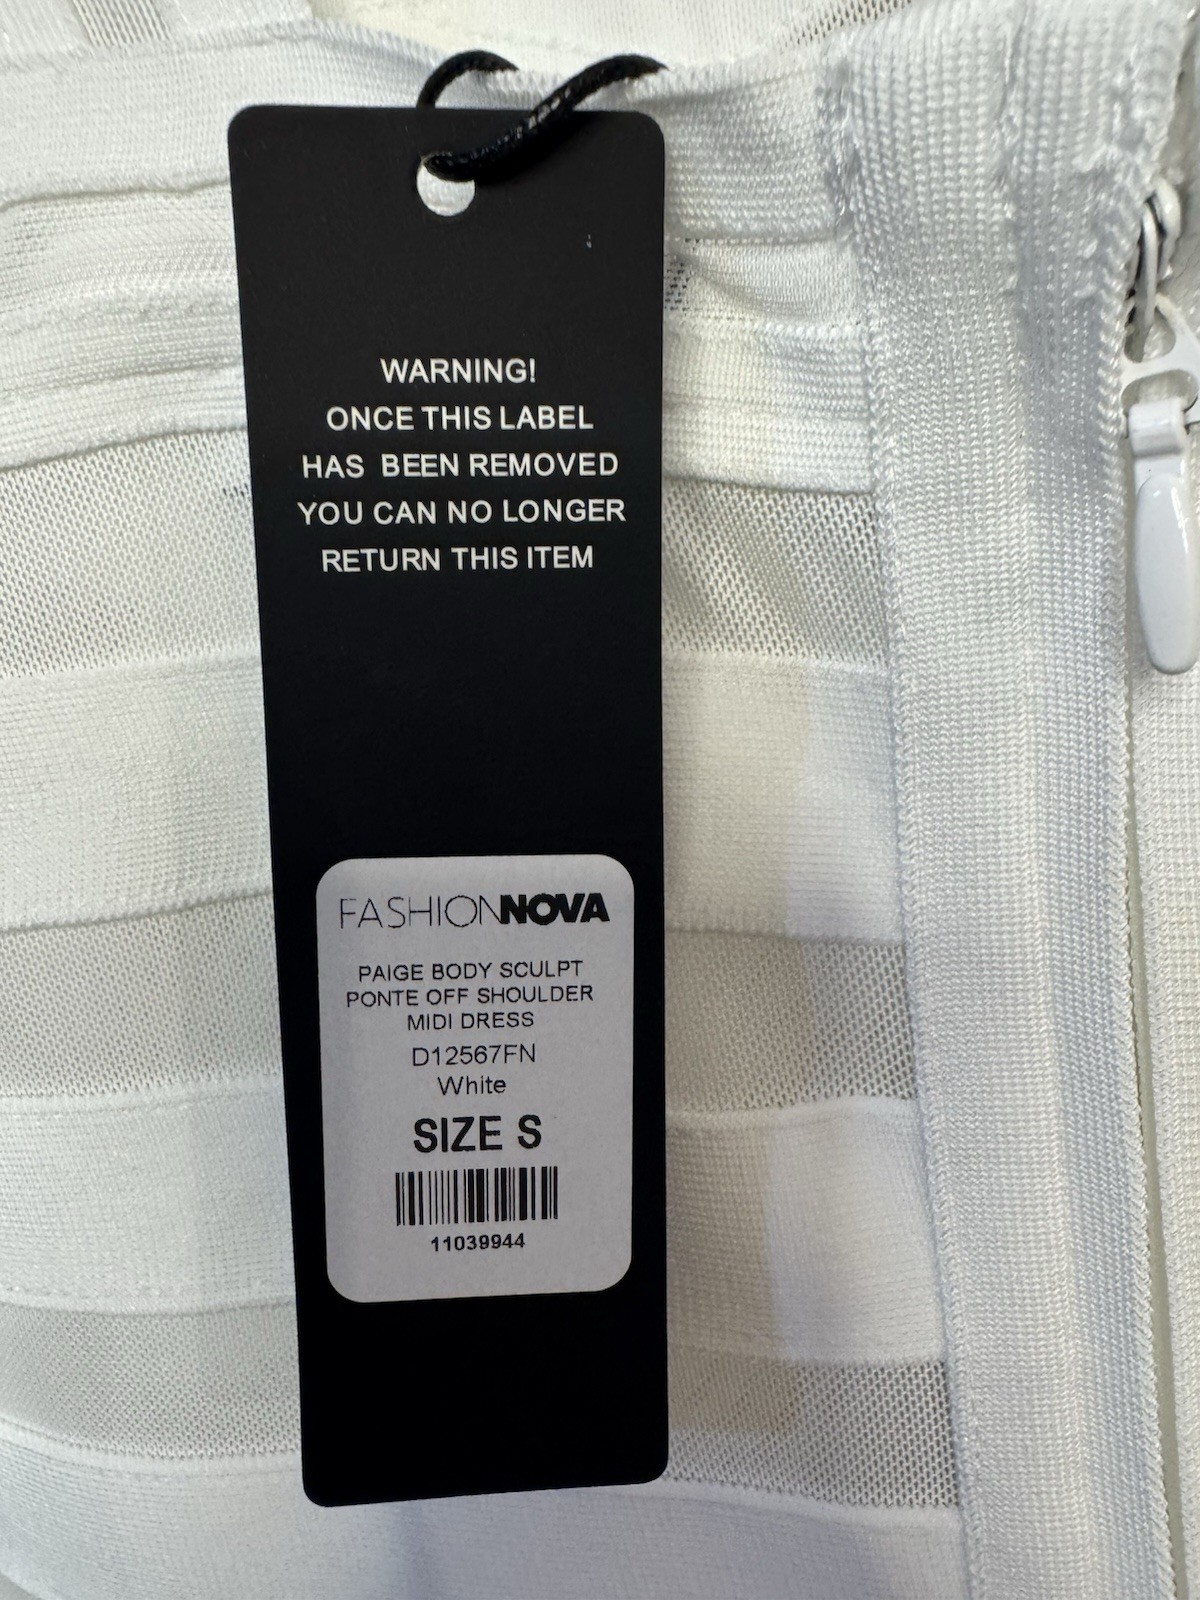 WARNING!
ONCE THIS LABEL
HAS BEEN REMOVED
YOU CAN NO LONGER
RETURN THIS ITEM
FASHIONNOVA
PAIGE BODY SCULPT
PONTE OFF SHOULDER
MIDI DRESS
D12567FN
White
SIZE S
11039944